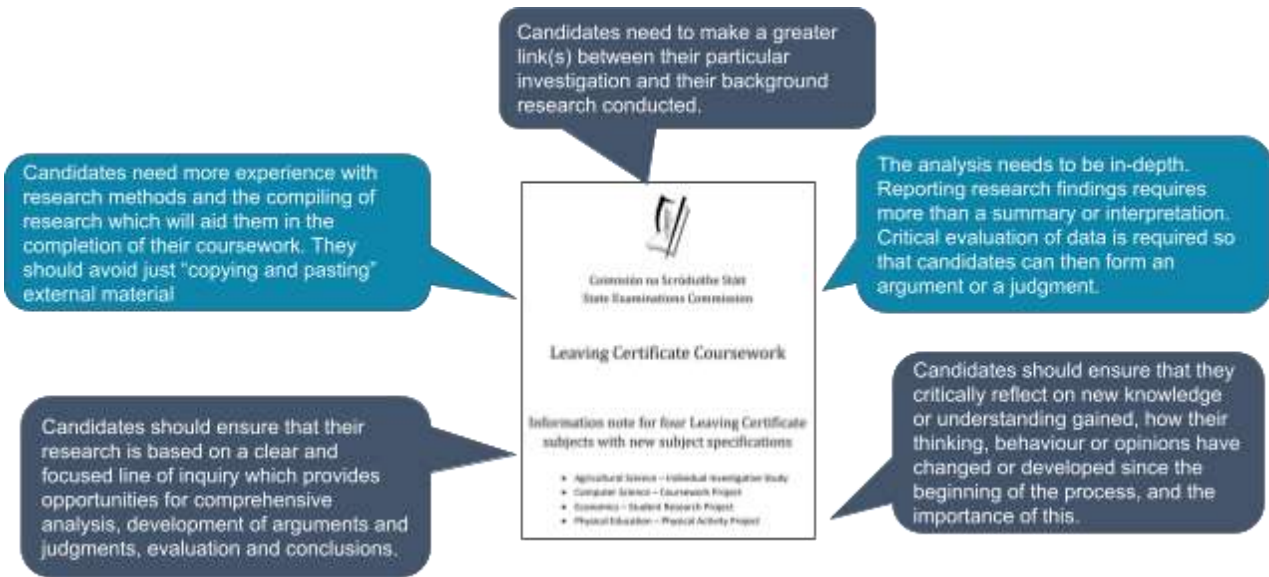 Candidates need to make a greater
link(s) between their particular
investigation and their background
research conducted.
Candidates need more experience with
research methods and the compiling of
research which will aid them in the
completion of their coursework. They
should avoid just "copying and pasting"
external material
The analysis needs to be in-depth.
Reporting research findings requires
more than a summary or interpretation.
Critical evaluation of data is required so
that candidates can then form an
argument or a judgment.
Coimisiún na Scrúduithe Stáit
State Examinations Commission
Leaving Certificate Coursework
Information note for four Leaving Certificate
subjects with new subject specifications
• Agricultural Science – Individual Investigative Study
• Computer Science – Coursework Project
• Economics – Student Research Project
• Physical Education – Physical Activity Project
Candidates should ensure that their
research is based on a clear and
focused line of inquiry which provides
opportunities for comprehensive
analysis, development of arguments and
judgments, evaluation and conclusions.
Candidates should ensure that they
critically reflect on new knowledge
or understanding gained, how their
thinking, behaviour or opinions have
changed or developed since the
beginning of the process, and the
importance of this.